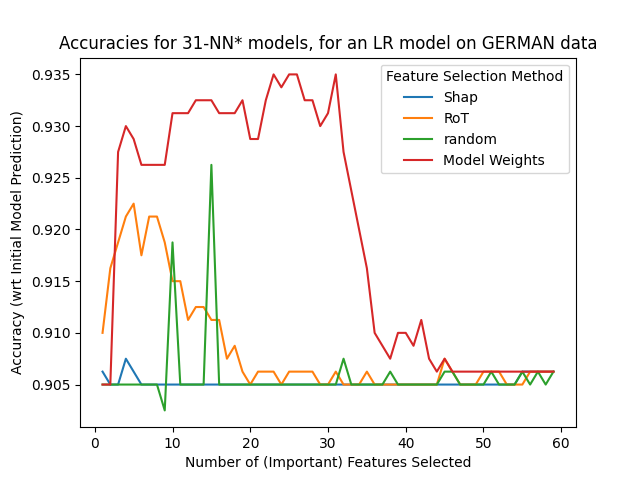 Accuracies for 31-NN* models, for an LR model on GERMAN data
Feature Selection Method
Shap
RoT
random
Model Weights
Accuracy (wrt Initial Model Prediction)
0.935
0.930
0.925
0.920
0.915
0.910
0.905
0 10 20 30 40 50 60
Number of (Important) Features Selected